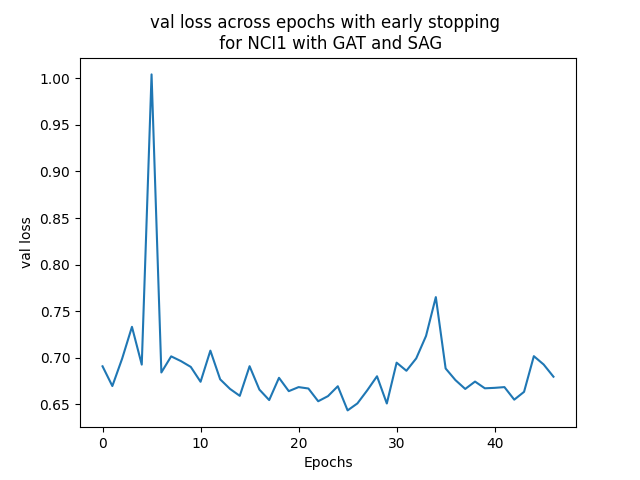 val loss across epochs with early stopping
for NCI1 with GAT and SAG
1.00
0.95
0.90
0.85
0.80
0.75
0.70
0.65
val loss
0 10 20 30 40
Epochs